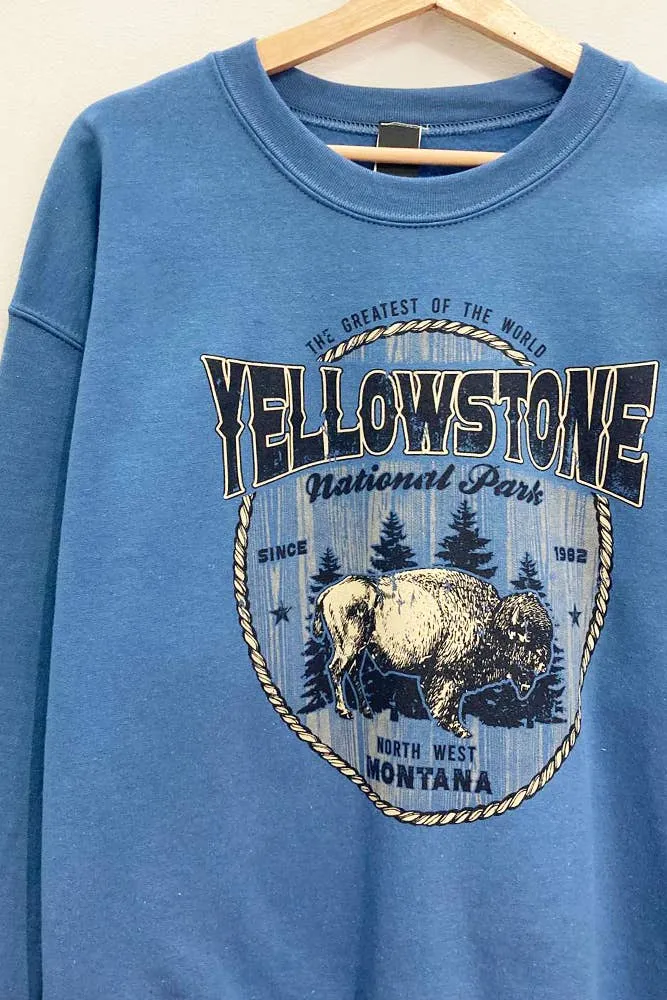 THE GREATEST OF THE WORLD
YELLOWSTONE
National Park
SINCE 1982
NORTH WEST
MONTANA